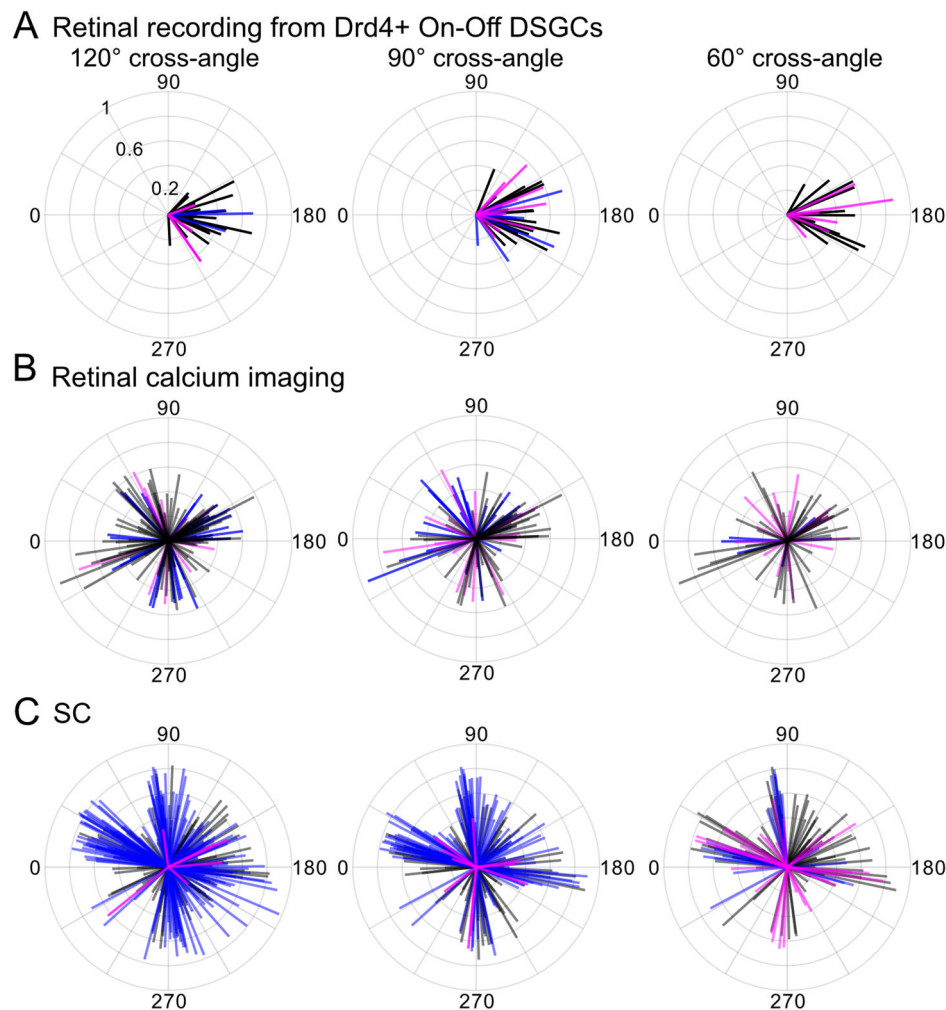 A Retinal recording from Drd4+ On-Off DSGCs
120° cross-angle 90° cross-angle 60° cross-angle
90 90 90
1
0.6
0.2
0 180 0 180 0 180
270 270 270
B Retinal calcium imaging
90 90 90
0 180 0 180 0 180
270 270 270
C SC
90 90 90
0 180 0 180 0 180
270 270 270